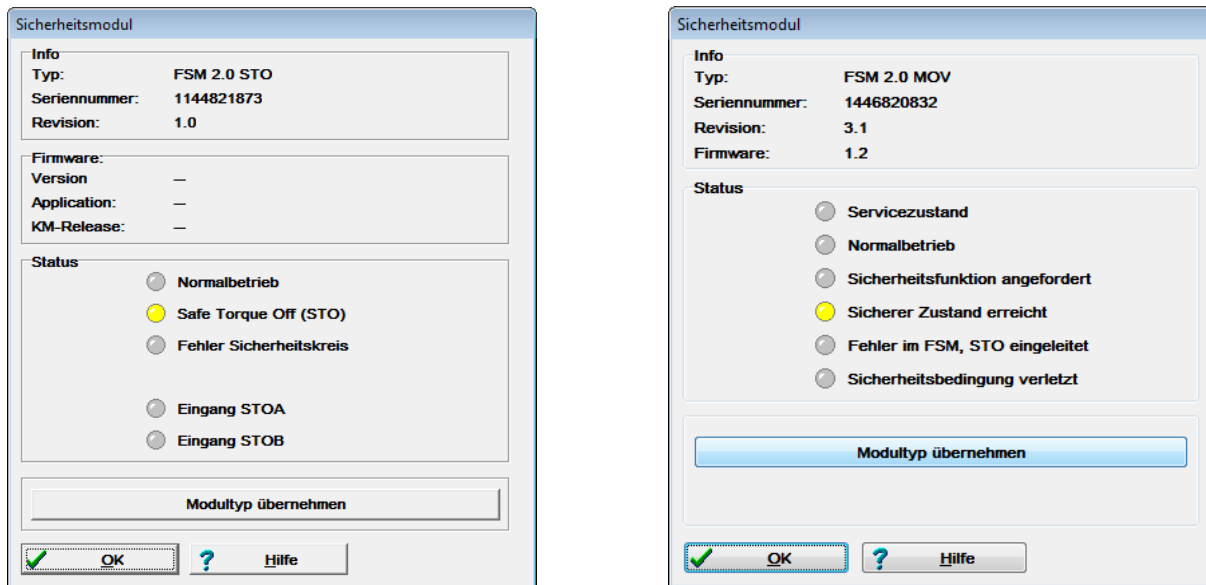 Sicherheitsmodul
Info
Typ: FSM 2.0 STO
Seriennummer: 1144821873
Revision: 1.0
Firmware:
Version –
Application: –
KM-Release: –
Status
Normalbetrieb
Safe Torque Off (STO)
Fehler Sicherheitskreis
Eingang STOA
Eingang STOB
Modultyp übernehmen
OK
? Hilfe
Sicherheitsmodul
Info
Typ: FSM 2.0 MOV
Seriennummer: 1446820832
Revision: 3.1
Firmware: 1.2
Status
Servicezustand
Normalbetrieb
Sicherheitsfunktion angefordert
Sicherer Zustand erreicht
Fehler im FSM, STO eingeleitet
Sicherheitsbedingung verletzt
Modultyp übernehmen
OK
? Hilfe